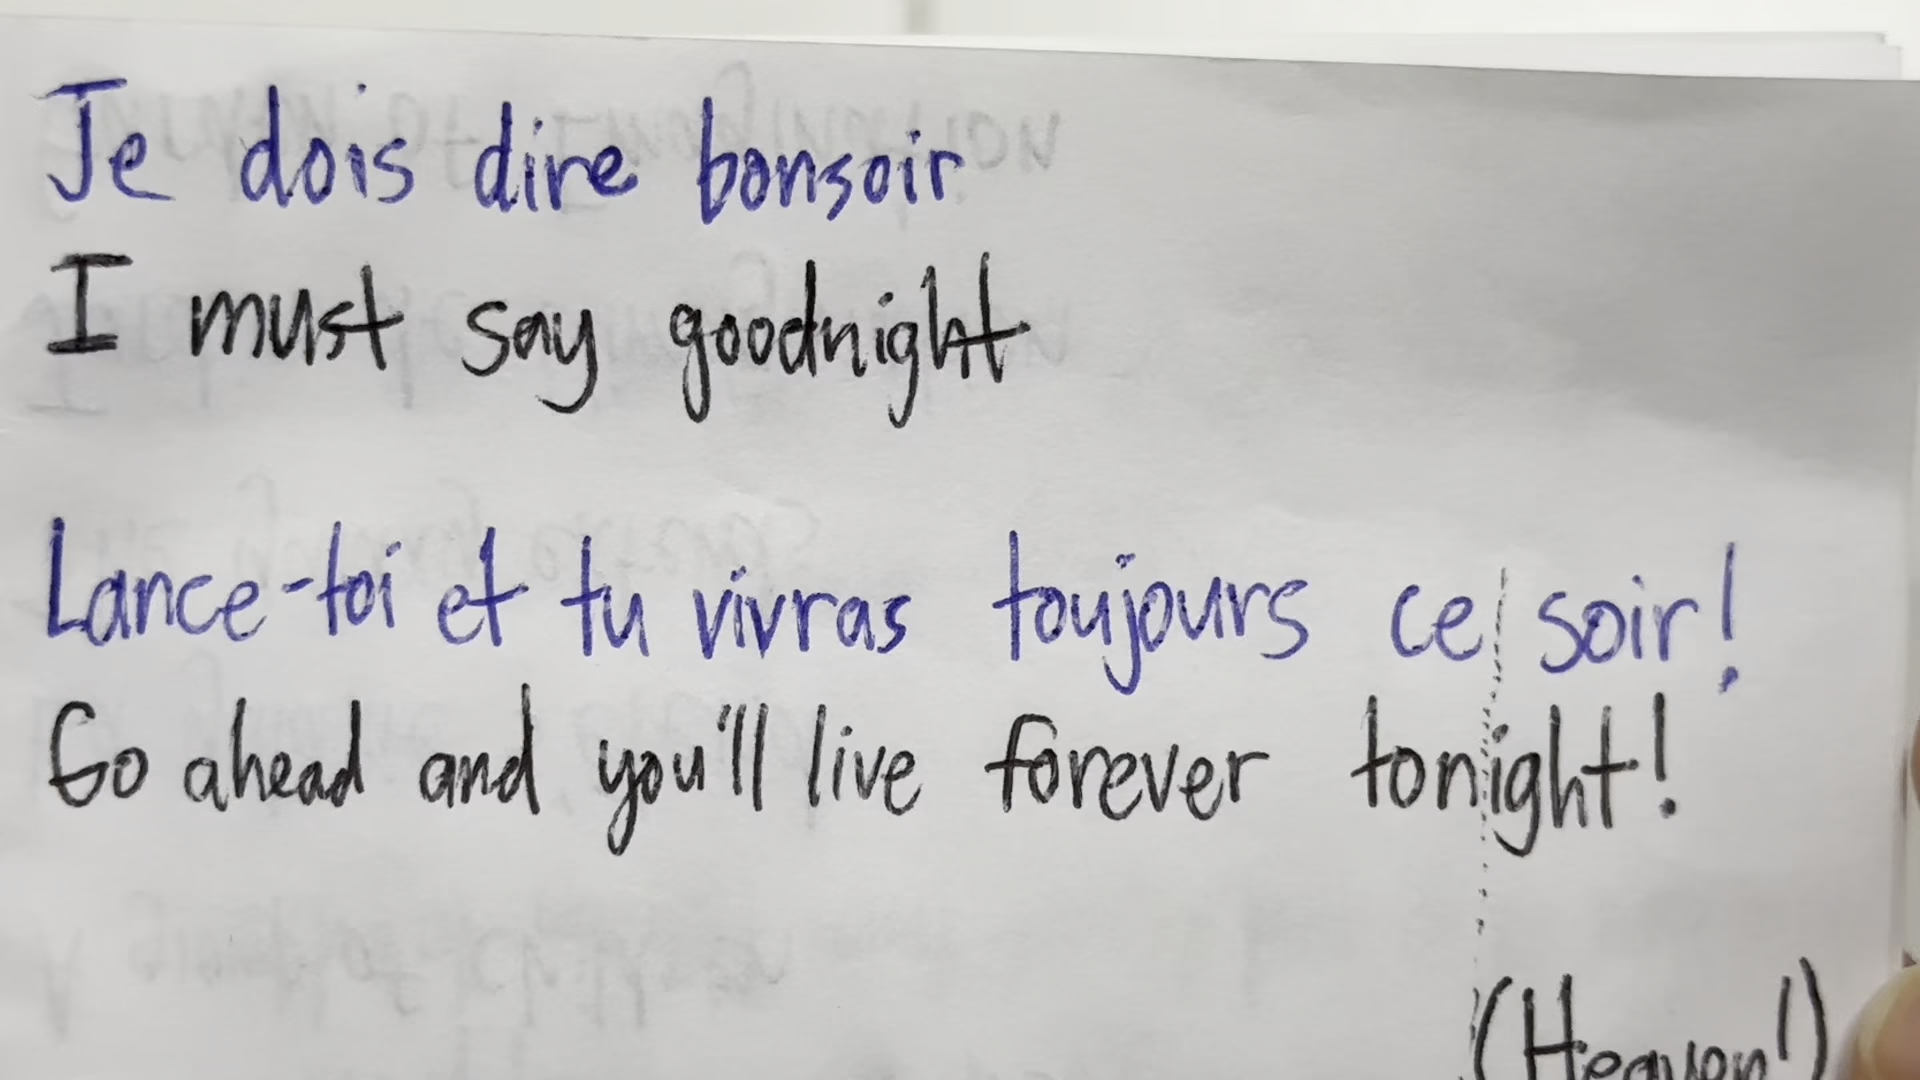 Je dois dire bonsoir
I must say goodnight
Lance-toi et tu vivras toujours ce soir!
Go ahead and you'll live forever tonight!
(Heaven!)